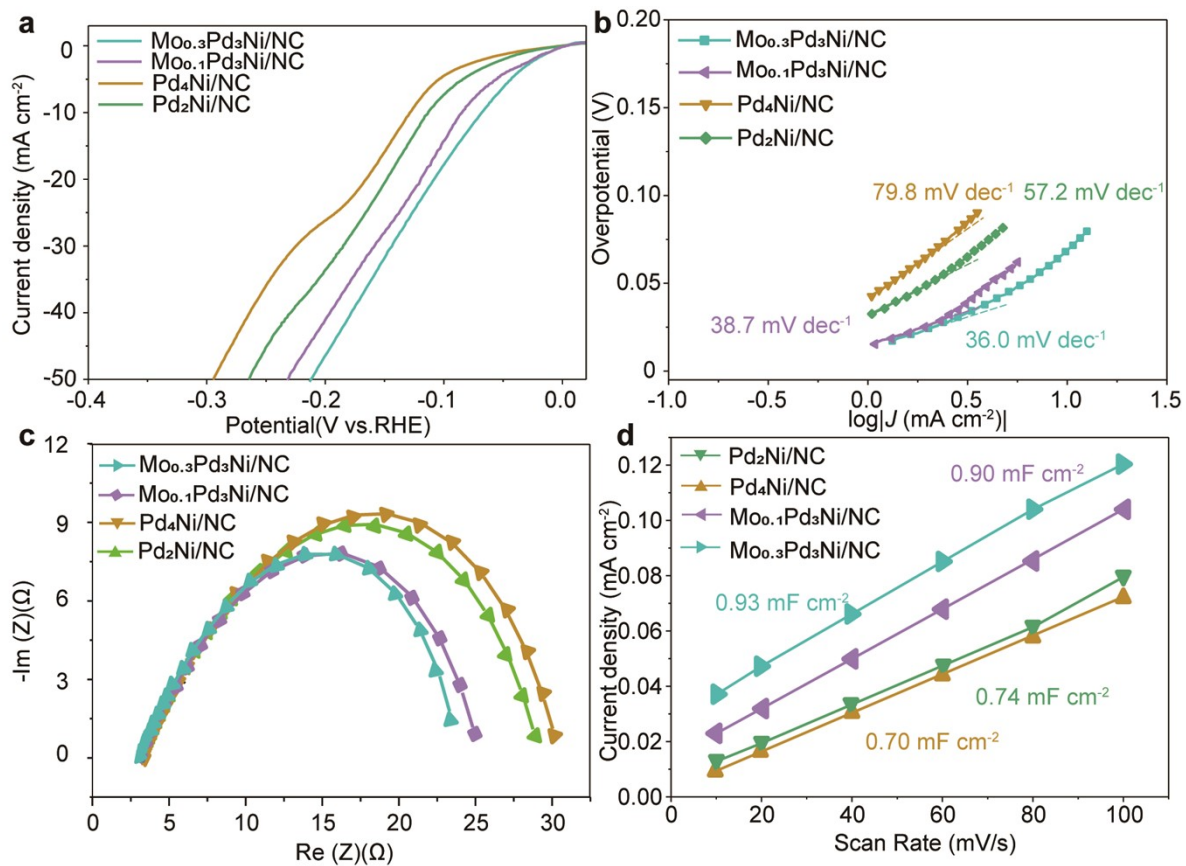 a
Mo₀.₃Pd₃Ni/NC
Mo₀.₁Pd₃Ni/NC
Pd₄Ni/NC
Pd₂Ni/NC
Current density (mA cm⁻²)
0
-10
-20
-30
-40
-50
-0.4
-0.3
-0.2
-0.1
0.0
Potential(V vs.RHE)
b
Mo₀.₃Pd₃Ni/NC
Mo₀.₁Pd₃Ni/NC
Pd₄Ni/NC
Pd₂Ni/NC
79.8 mV dec⁻¹
57.2 mV dec⁻¹
38.7 mV dec⁻¹
36.0 mV dec⁻¹
Overpotential (V)
0.20
0.15
0.10
0.05
0
-1.0
-0.5
0.0
0.5
1.0
1.5
log|J (mA cm⁻²)|
c
Mo₀.₃Pd₃Ni/NC
Mo₀.₁Pd₃Ni/NC
Pd₄Ni/NC
Pd₂Ni/NC
-Im (Z)(Ω)
12
9
6
3
0
0
5
10
15
20
25
30
Re (Z)(Ω)
d
Pd₂Ni/NC
Pd₄Ni/NC
Mo₀.₁Pd₃Ni/NC
Mo₀.₃Pd₃Ni/NC
0.90 mF cm⁻²
0.93 mF cm⁻²
0.74 mF cm⁻²
0.70 mF cm⁻²
Current density (mA cm⁻²)
0.12
0.10
0.08
0.06
0.04
0.02
0.00
0
20
40
60
80
100
Scan Rate (mV/s)